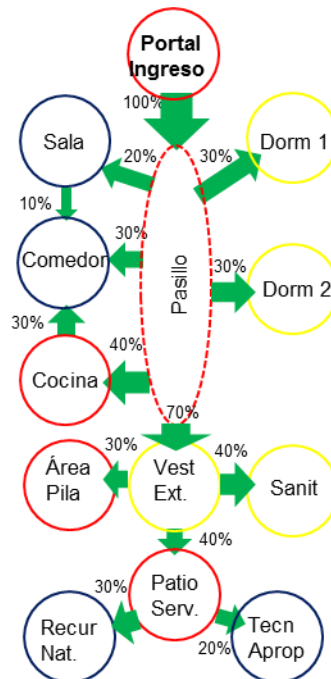 Portal
Ingreso
100%
Sala
20%
30%
Dorm 1
10%
30%
Comedor
Pasillo
30%
Dorm 2
30%
40%
Cocina
70%
30%
40%
Área
Pila
Vest
Ext.
Sanit
40%
30%
Patio
Serv.
Recur
Nat.
20%
Tecn
Aprop